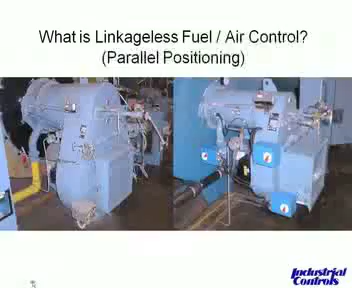 What is Linkageless Fuel / Air Control?
(Parallel Positioning)
Industrial
Controls